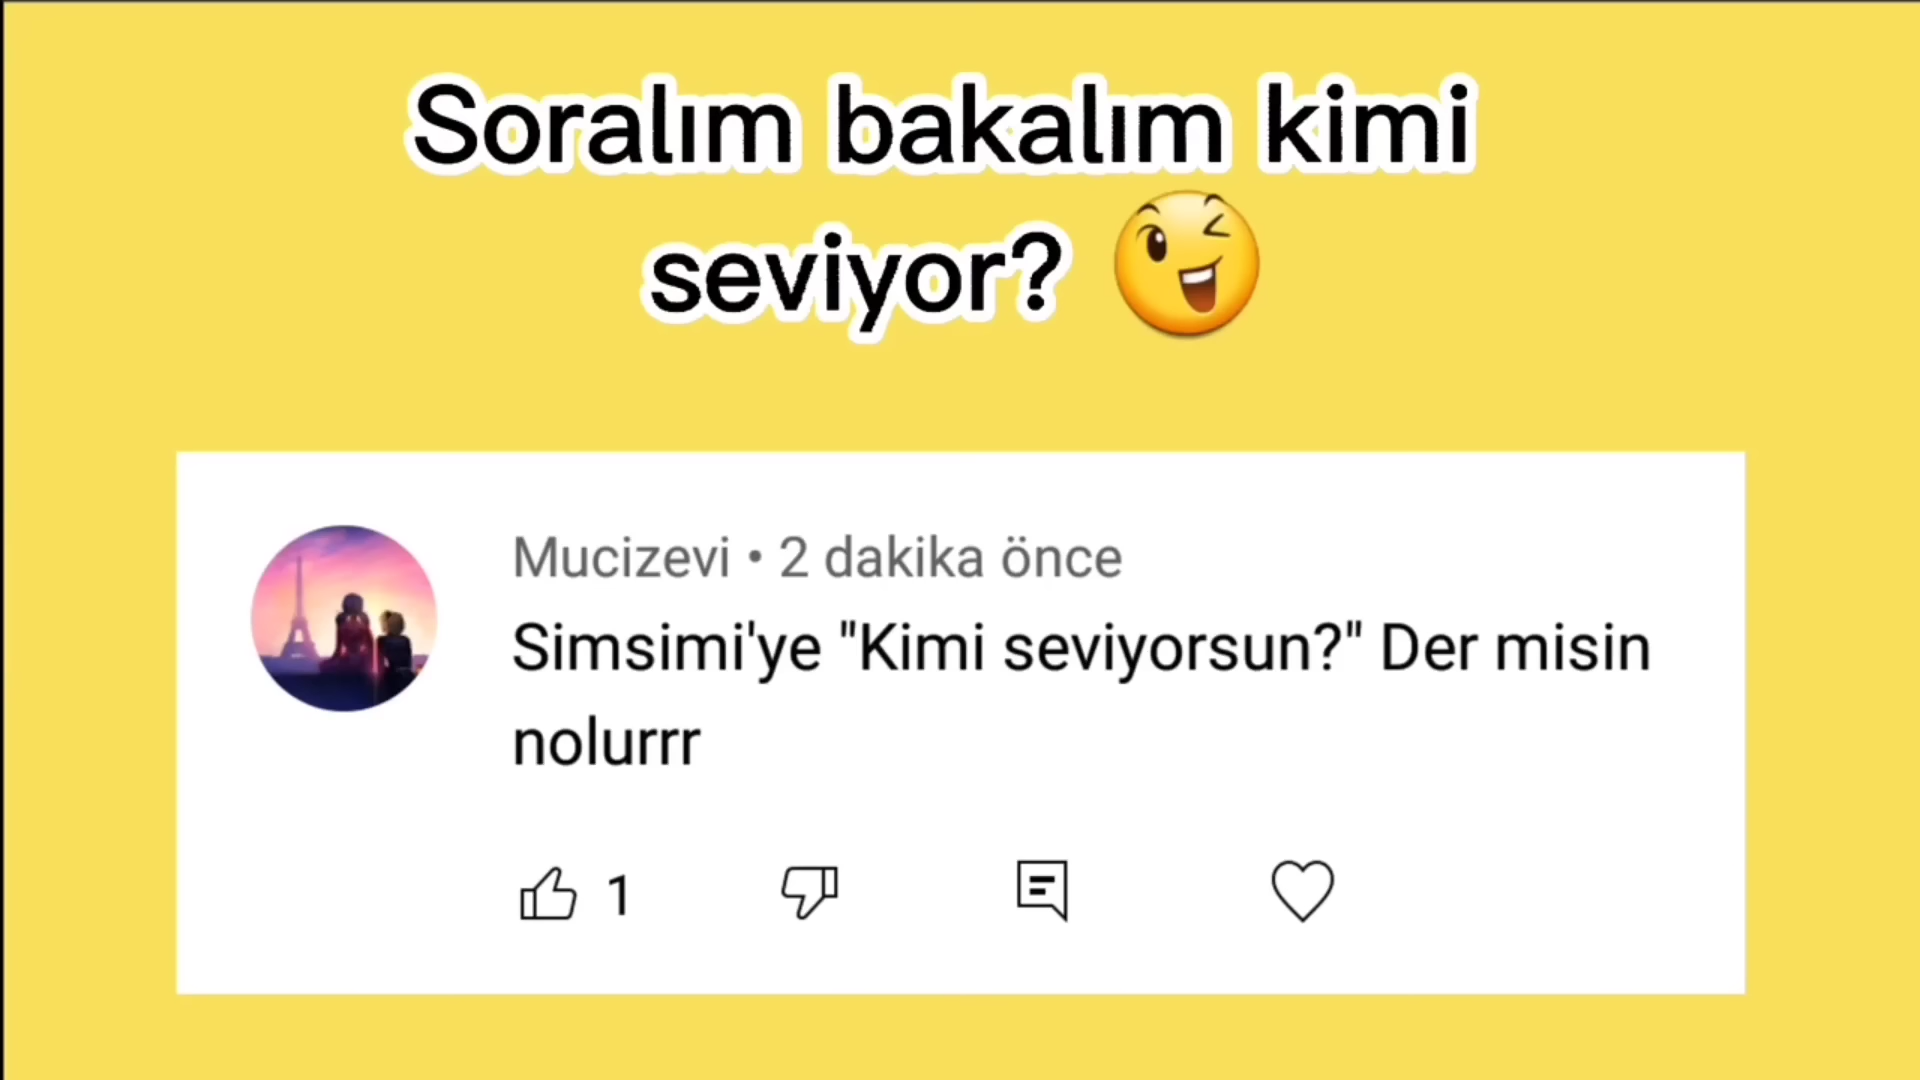 Soralım bakalım kimi
seviyor? 😉
Mucizevi • 2 dakika önce
Simsimi'ye "Kimi seviyorsun?" Der misin
nolurrr
1